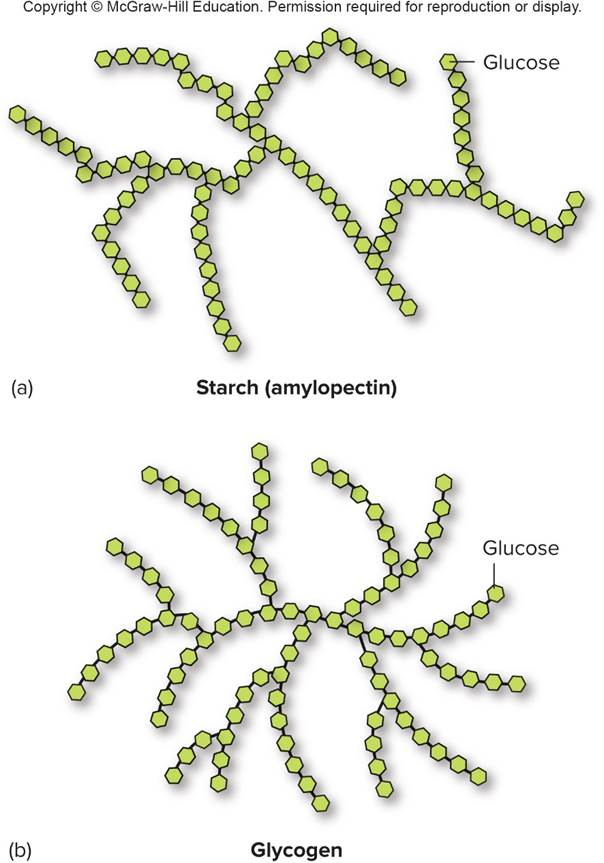 Copyright © McGraw-Hill Education. Permission required for reproduction or display.
Glucose
(a) Starch (amylopectin)
Glucose
(b) Glycogen